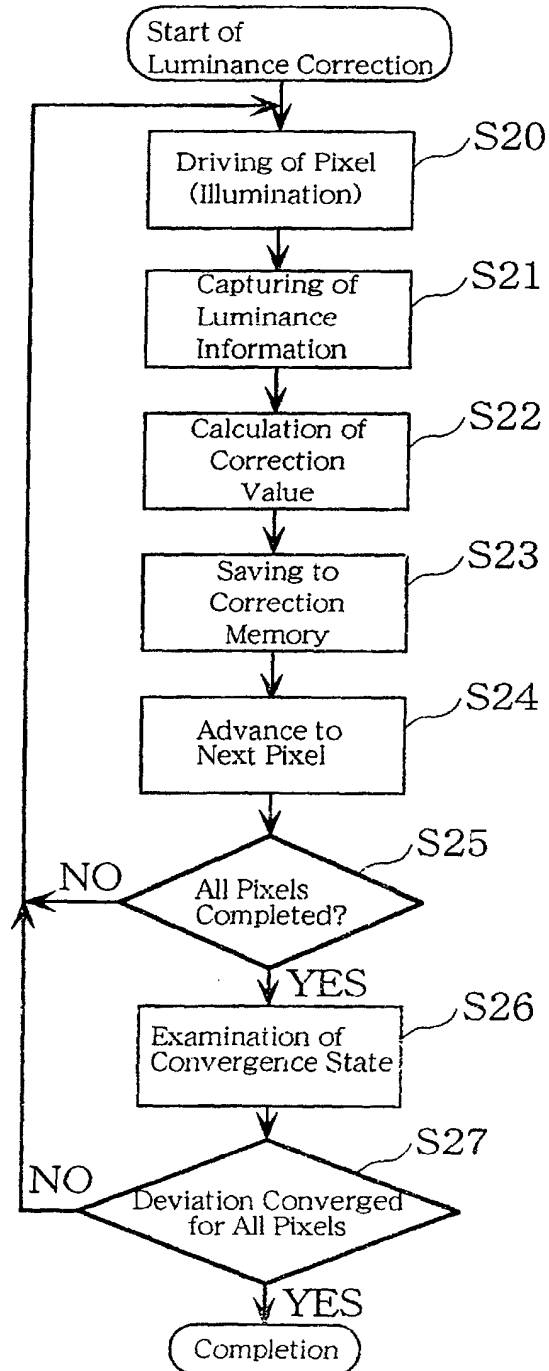 Start of
Luminance Correction
S20
Driving of Pixel
(Illumination)
S21
Capturing of
Luminance
Information
S22
Calculation of
Correction
Value
S23
Saving to
Correction
Memory
S24
Advance to
Next Pixel
S25
NO
All Pixels
Completed?
YES
S26
Examination of
Convergence State
S27
NO
Deviation Converged
for All Pixels
YES
Completion